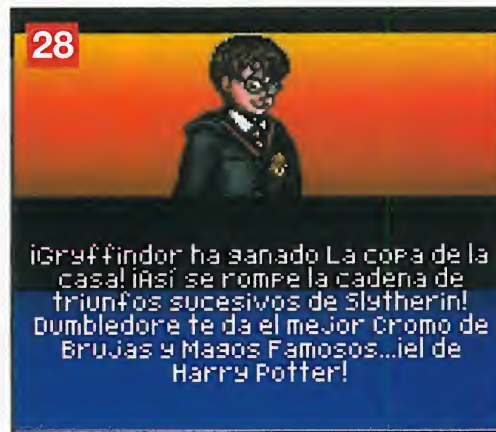 28
¡Gryffindor ha ganado La copa de la
casa! ¡Así se rompe la cadena de
triunfos sucesivos de Slytherin!
Dumbledore te da el mejor Cromo de
Brujas y Magos Famosos...¡el de
Harry Potter!